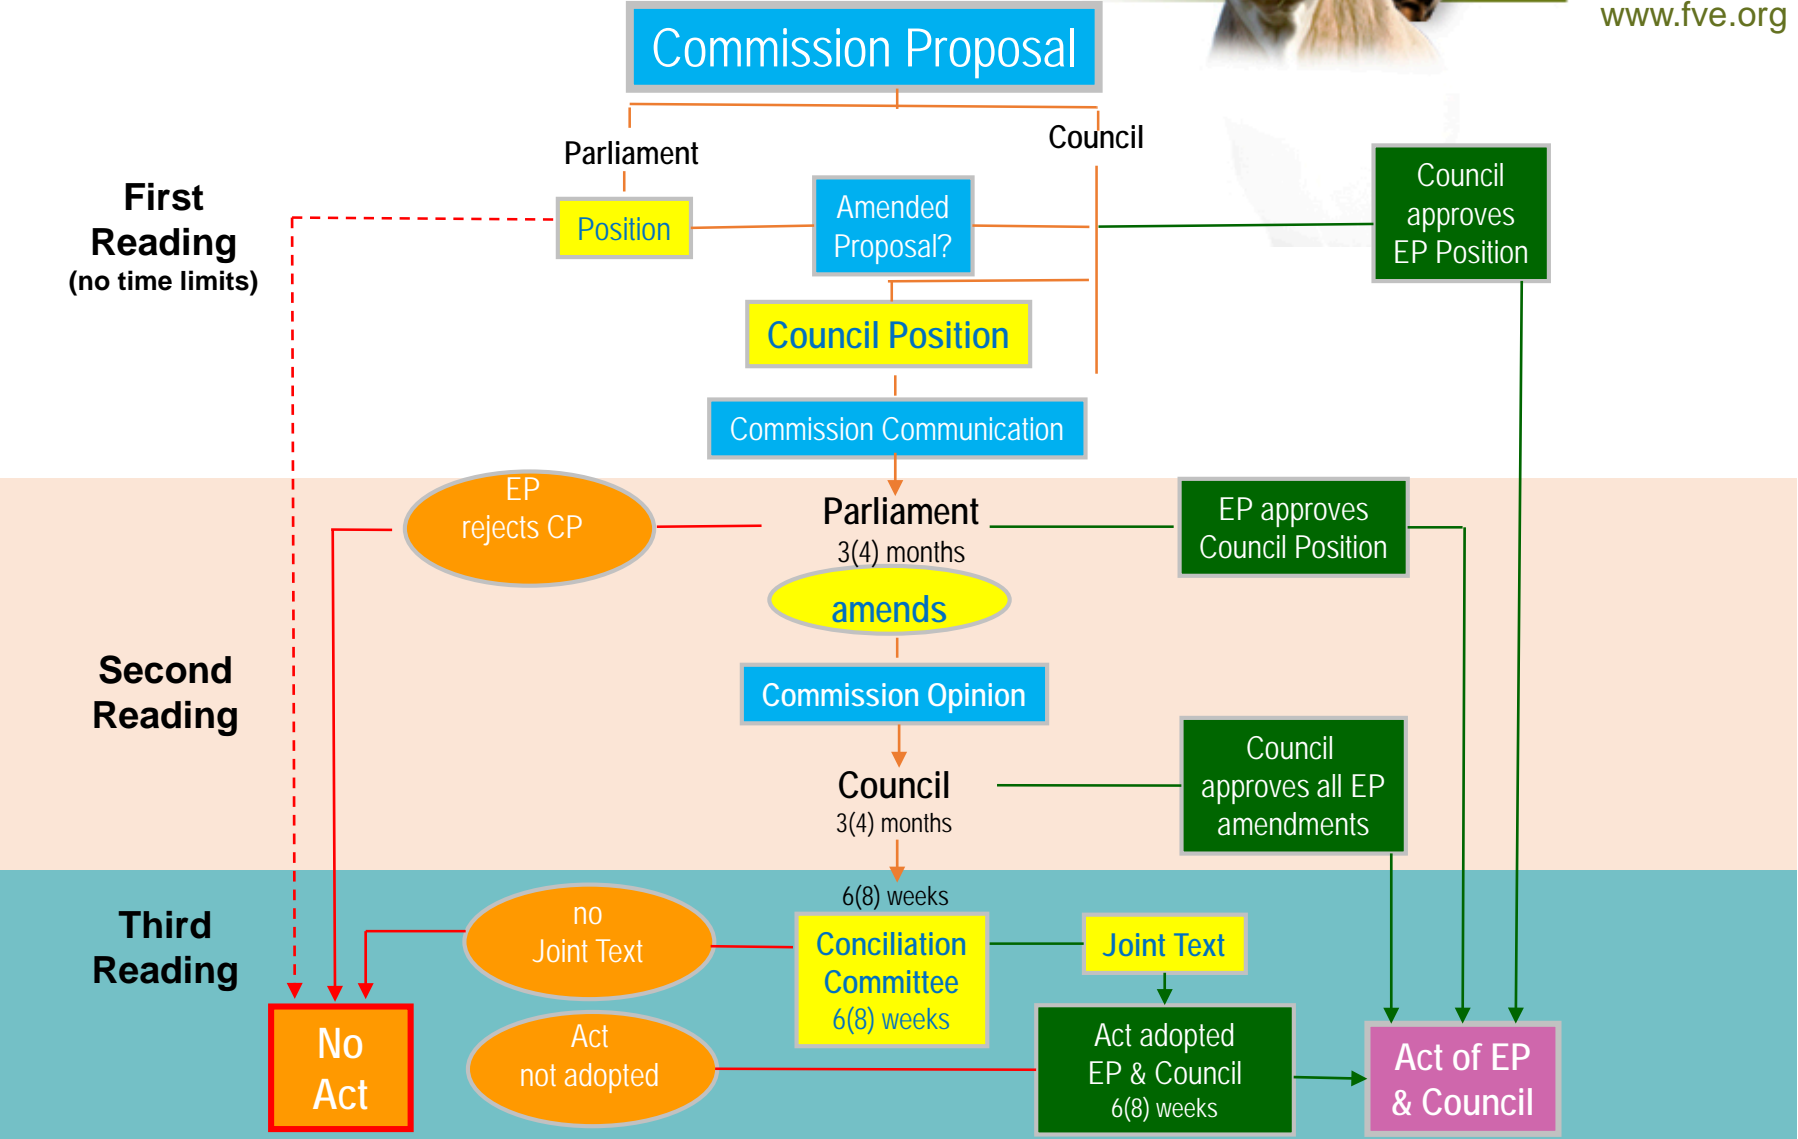 www.fve.org
Commission Proposal
Parliament
Council
First
Reading
(no time limits)
Position
Amended
Proposal?
Council
approves
EP Position
Council Position
Commission Communication
EP
rejects CP
Parliament
3(4) months
EP approves
Council Position
amends
Second
Reading
Commission Opinion
Council
3(4) months
Council
approves all EP
amendments
Third
Reading
6(8) weeks
no
Joint Text
Conciliation
Committee
6(8) weeks
Joint Text
No
Act
Act
not adopted
Act adopted
EP & Council
6(8) weeks
Act of EP
& Council